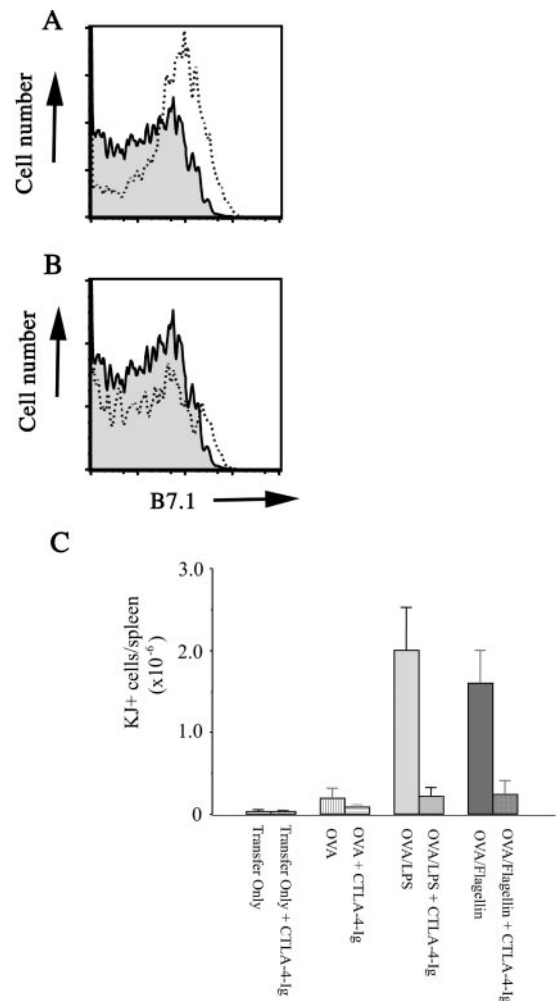 A
Cell number
B
Cell number
B7.1
C
KJ+ cells/spleen
(x10⁻⁶)
3.0
2.0
1.0
0
Transfer Only
Transfer Only + CTLA-4-Ig
OVA
OVA + CTLA-4-Ig
OVA/LPS
OVA/LPS + CTLA-4-Ig
OVA/Flagellin
OVA/Flagellin + CTLA-4-Ig